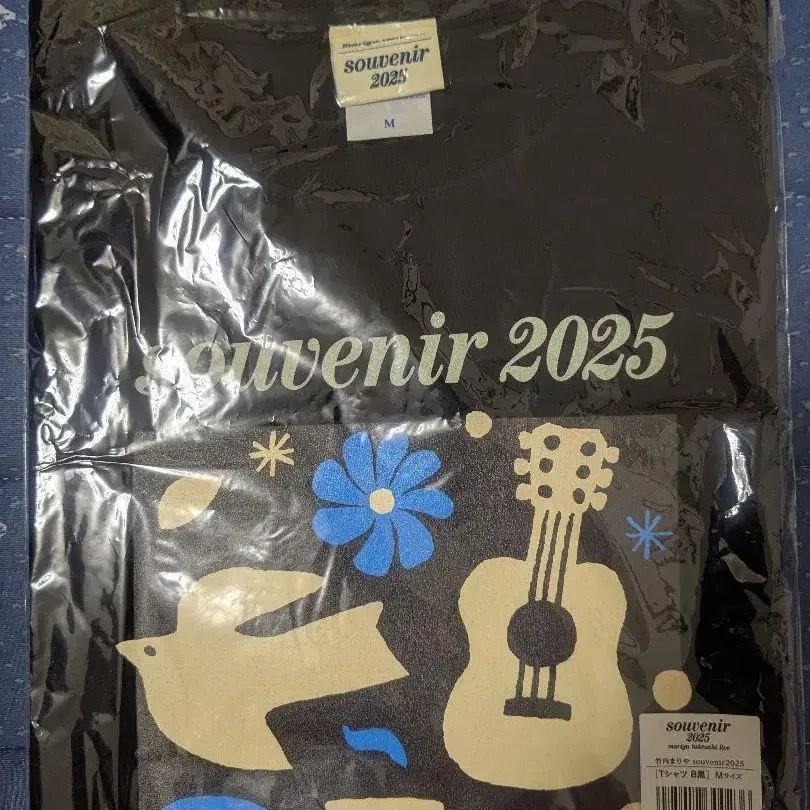 souvenir
2025
M
souvenir 2025
souvenir
2025
mariya takeuchi live
竹内まりや souvenir2025
[Tシャツ B黒] Mサイズ